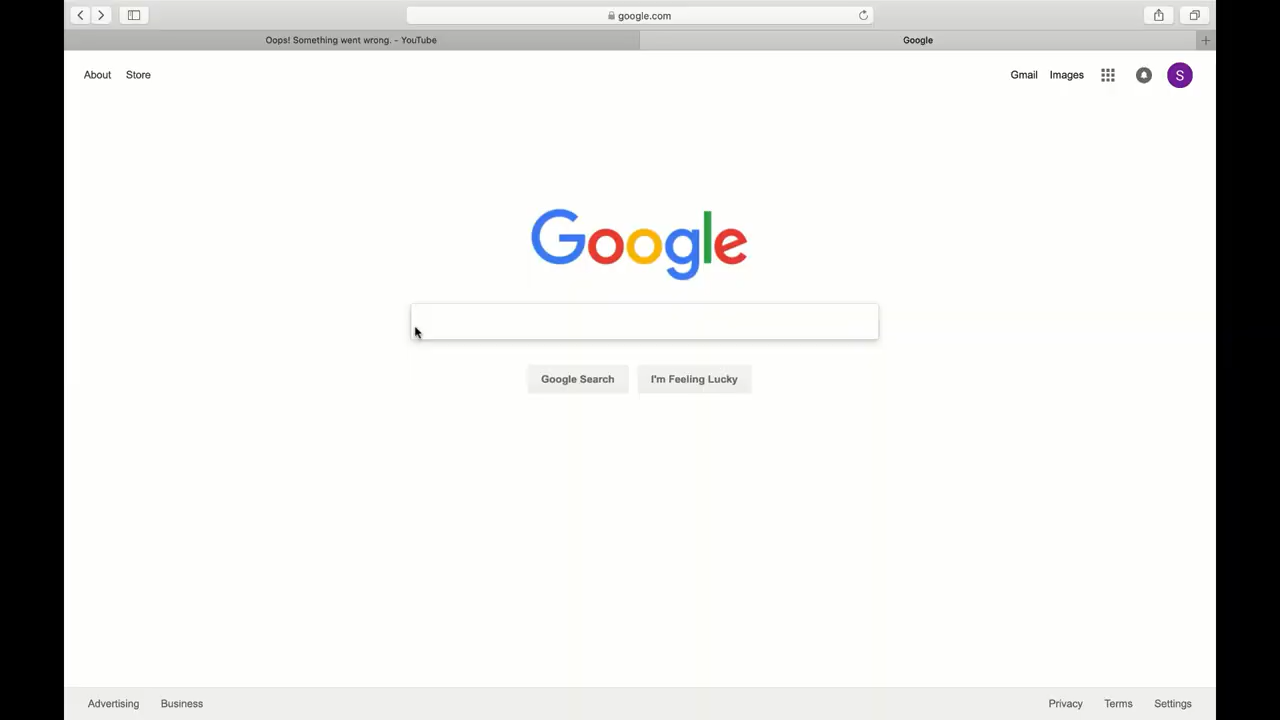 google.com
Oops! Something went wrong. - YouTube
Google
About Store
Gmail Images
S
Google
Google Search I'm Feeling Lucky
Advertising Business
Privacy Terms Settings